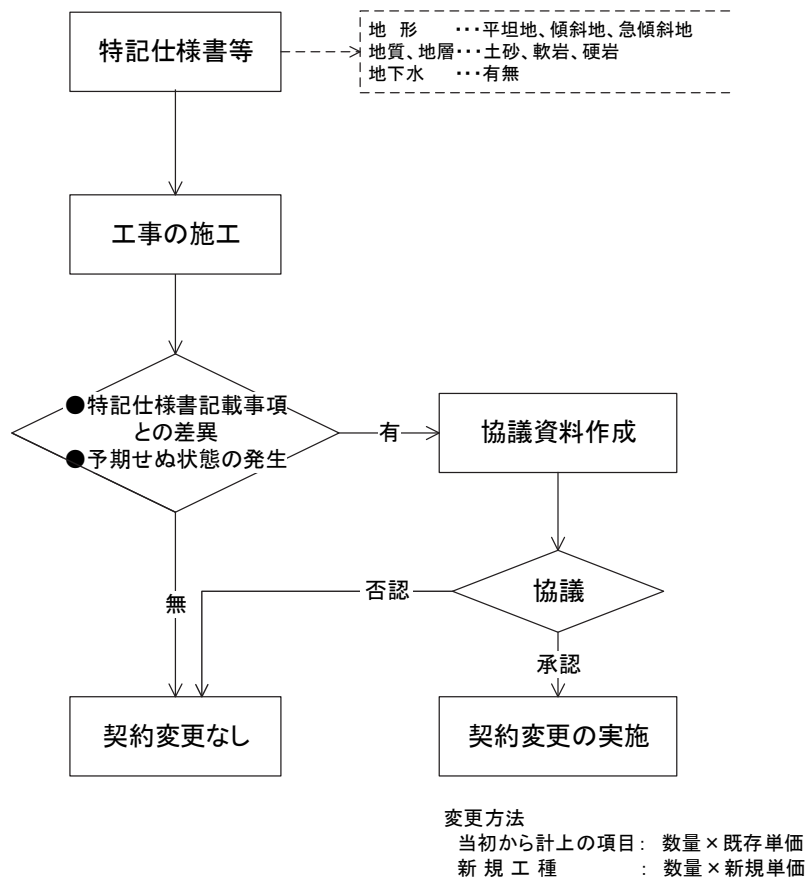 特記仕様書等
地　形　・・・平坦地、傾斜地、急傾斜地
地質、地層・・・土砂、軟岩、硬岩
地下水　・・・有無
工事の施工
●特記仕様書記載事項
との差異
●予期せぬ状態の発生
有
協議資料作成
協議
否認
無
承認
契約変更なし
契約変更の実施
変更方法
当初から計上の項目：　数量×既存単価
新 規 工 種　　　　：　数量×新規単価